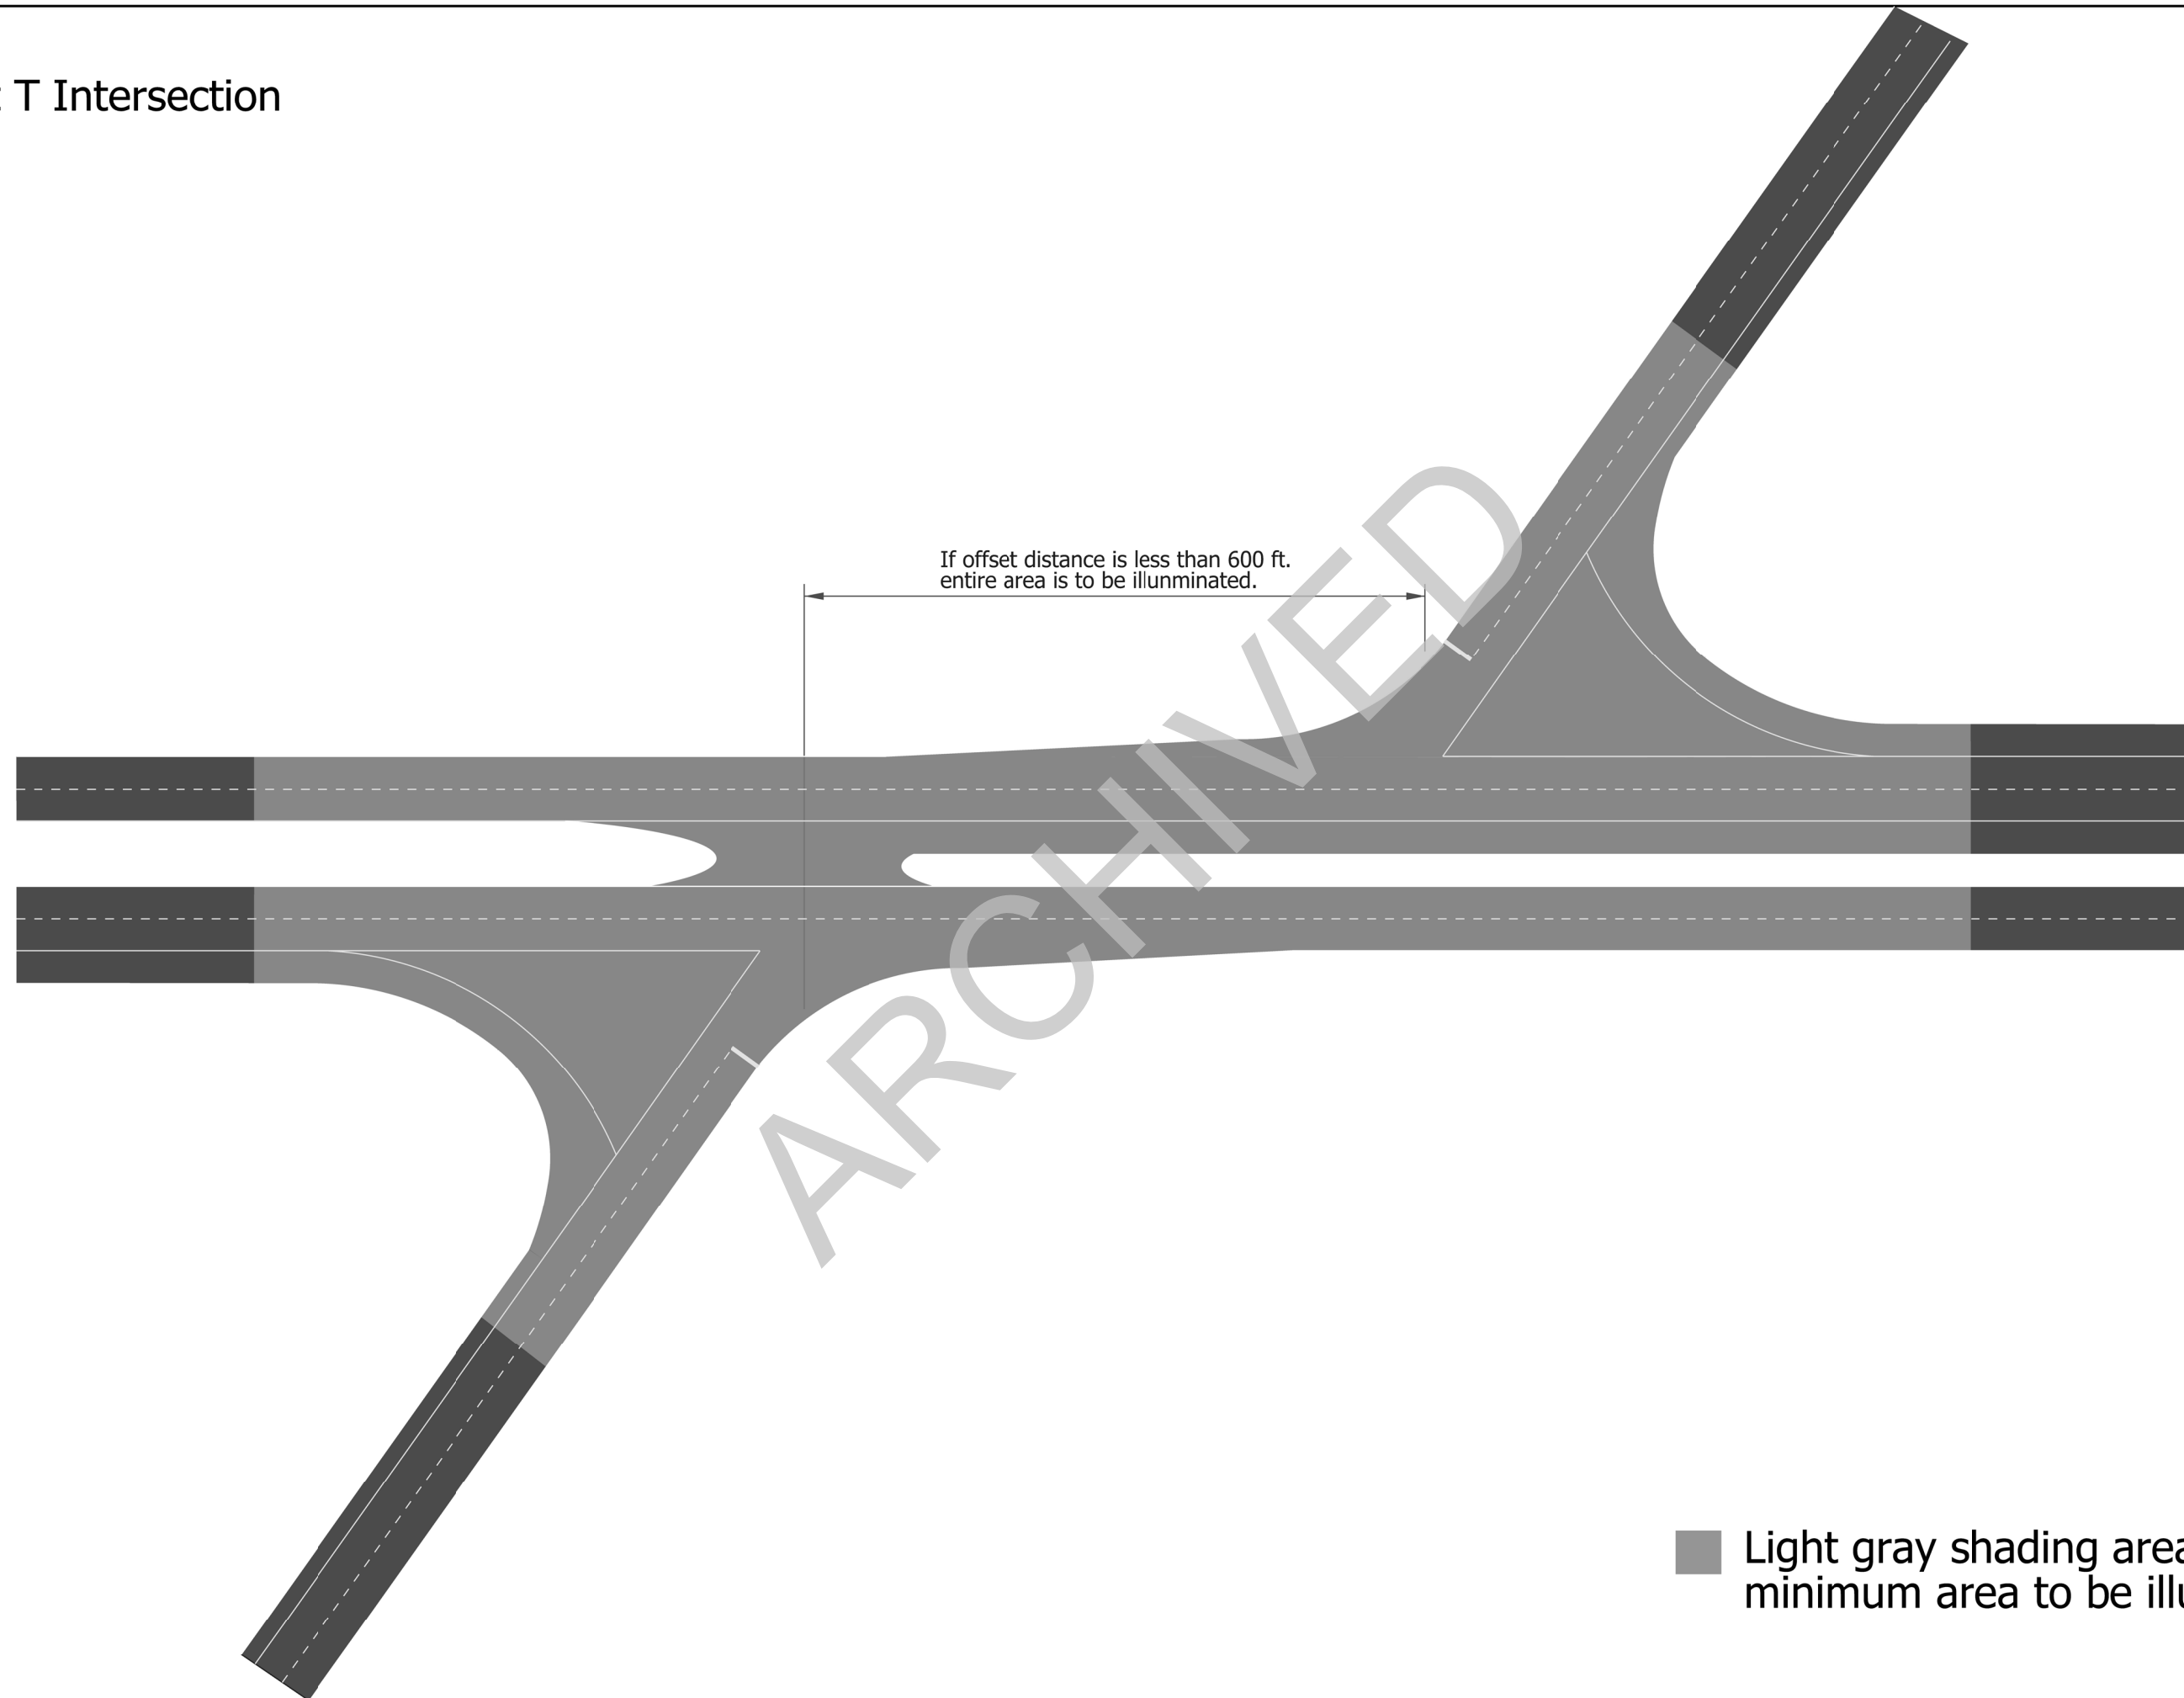 T Intersection
If offset distance is less than 600 ft.
entire area is to be illunminated.
ARCHIVED
Light gray shading area
minimum area to be illu